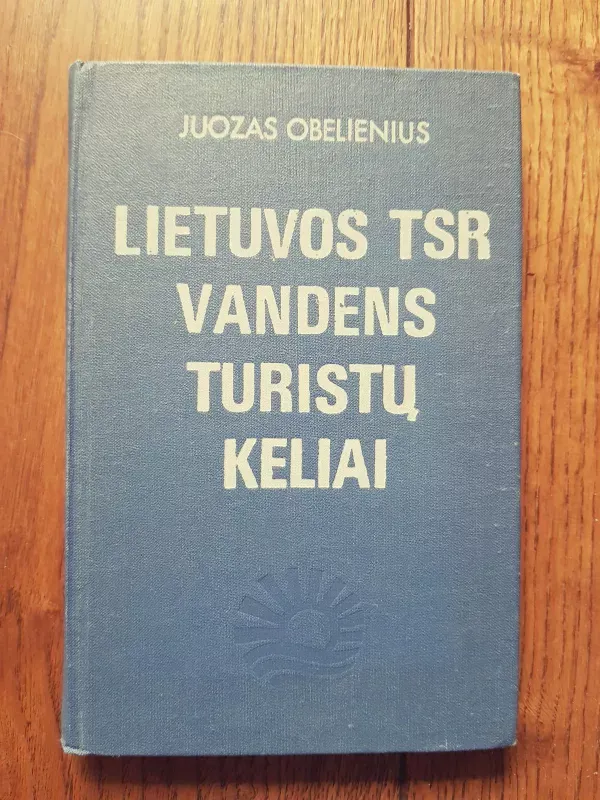 JUOZAS OBELIENIUS
LIETUVOS TSR
VANDENS
TURISTŲ
KELIAI